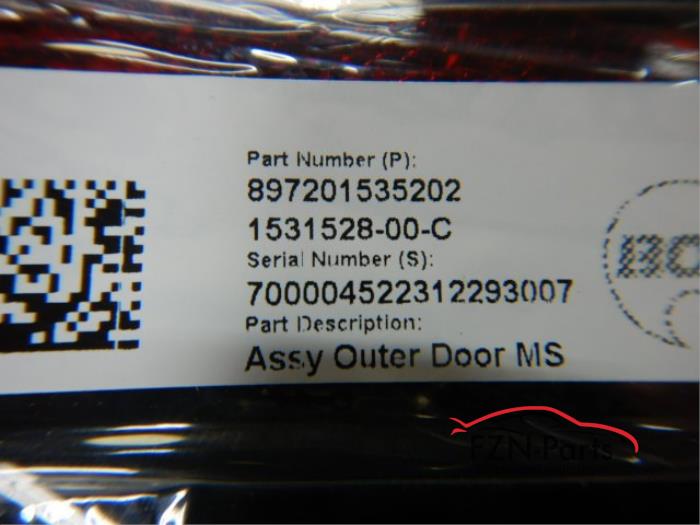 Part Number (P):
897201535202
1531528-00-C
Serial Number (S):
700004522312293007
Part Description:
Assy Outer Door MS
FZN-Parts